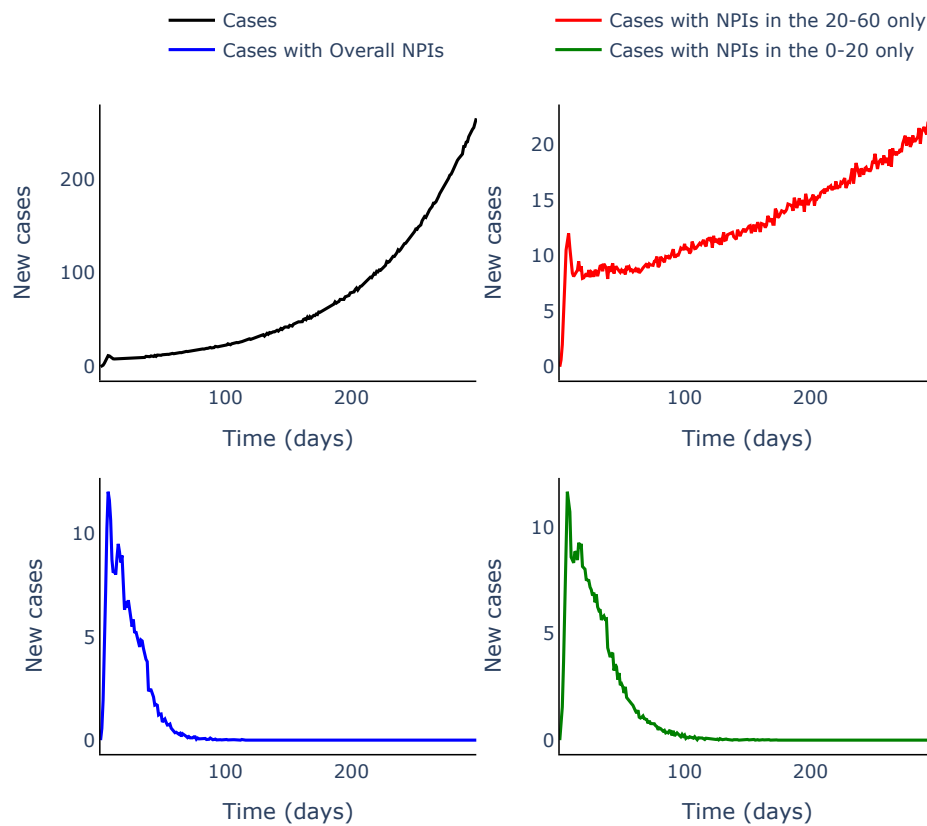 Cases
Cases with NPIs in the 20-60 only
Cases with Overall NPIs
Cases with NPIs in the 0-20 only
New cases
200
100
0
100
200
Time (days)
New cases
20
15
10
5
0
100
200
Time (days)
New cases
10
5
0
100
200
Time (days)
New cases
10
5
0
100
200
Time (days)